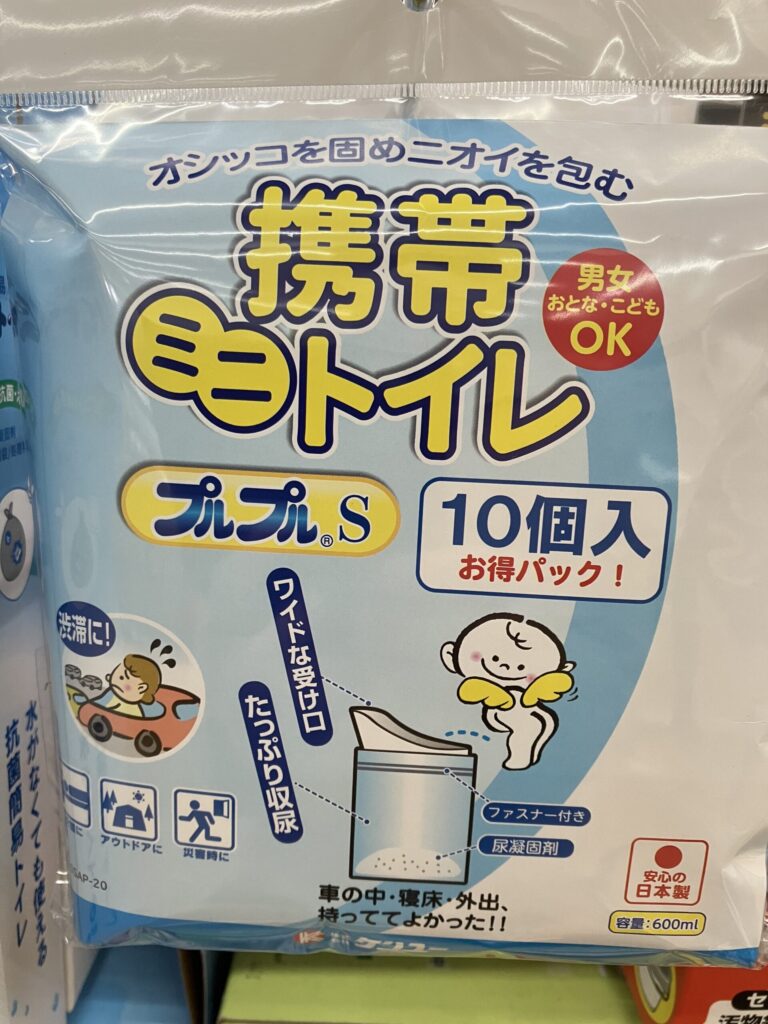 オシッコを固めニオイを包む
携帯
ミニトイレ
男女
おとな・こども
OK
プルプル®S
10個入
お得パック!
渋滞に!
ワイドな受け口
たっぷり収尿
ファスナー付き
尿凝固剤
アウトドアに
災害時に
AP-20
車の中・寝床・外出、
持っててよかった!!
安心の
日本製
容量:600ml
水がなくても使える
抗菌簡易トイレ
セ
汚物